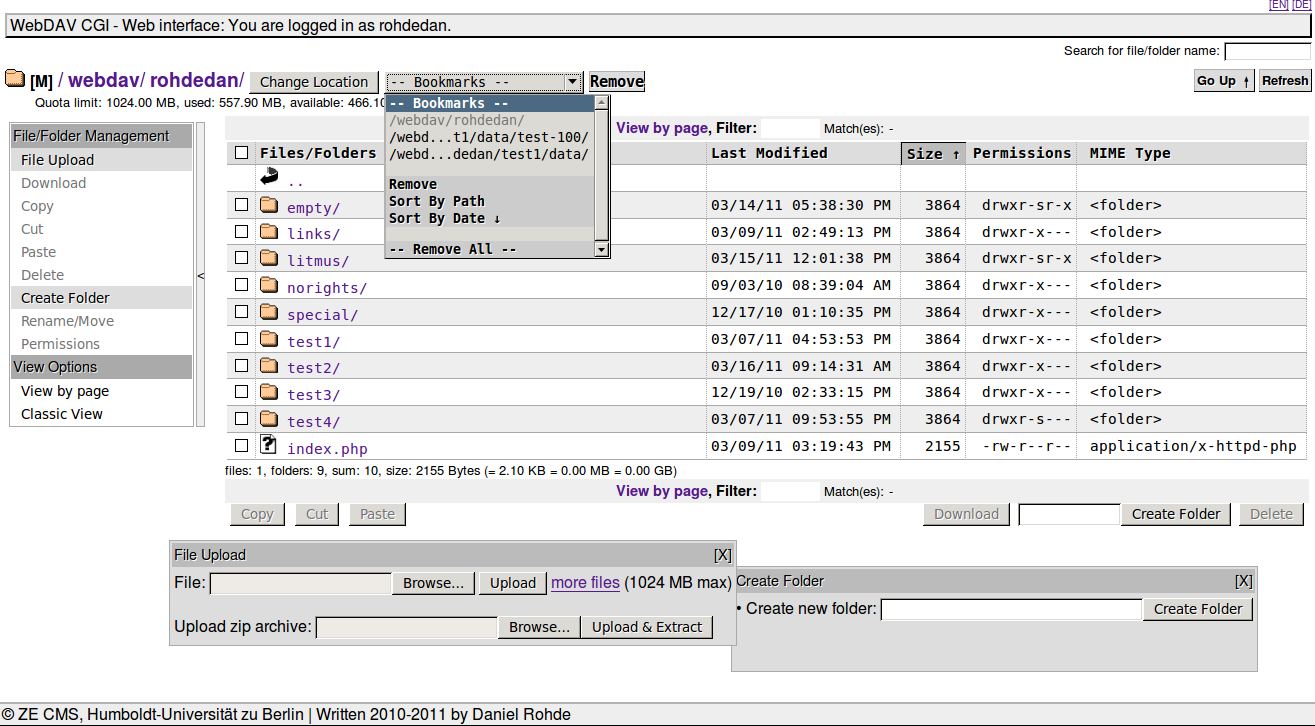 [EN] [DE]
WebDAV CGI - Web interface: You are logged in as rohdedan.
Search for file/folder name:
[M] / webdav/ rohdedan/ Change Location -- Bookmarks -- Remove Go Up ↑ Refresh
Quota limit: 1024.00 MB, used: 557.90 MB, available: 466.10
-- Bookmarks --
/webdav/rohdedan/
/webd...t1/data/test-100/
/webd...dedan/test1/data/
Remove
Sort By Path
Sort By Date ↓
-- Remove All --
File/Folder Management
File Upload
Download
Copy
Cut
Paste
Delete
Create Folder
Rename/Move
Permissions
View Options
View by page
Classic View
<
View by page, Filter: Match(es): -
Files/Folders Last Modified Size ↑ Permissions MIME Type
..
empty/ 03/14/11 05:38:30 PM 3864 drwxr-sr-x <folder>
links/ 03/09/11 02:49:13 PM 3864 drwxr-x--- <folder>
litmus/ 03/15/11 12:01:38 PM 3864 drwxr-sr-x <folder>
norights/ 09/03/10 08:39:04 AM 3864 drwxr-x--- <folder>
special/ 12/17/10 01:10:35 PM 3864 drwxr-x--- <folder>
test1/ 03/07/11 04:53:53 PM 3864 drwxr-x--- <folder>
test2/ 03/16/11 09:14:31 AM 3864 drwxr-x--- <folder>
test3/ 12/19/10 02:33:15 PM 3864 drwxr-x--- <folder>
test4/ 03/07/11 09:53:55 PM 3864 drwxr-s--- <folder>
index.php 03/09/11 03:19:43 PM 2155 -rw-r--r-- application/x-httpd-php
files: 1, folders: 9, sum: 10, size: 2155 Bytes (= 2.10 KB = 0.00 MB = 0.00 GB)
View by page, Filter: Match(es): -
Copy Cut Paste Download Create Folder Delete
File Upload [X]
File: Browse... Upload more files (1024 MB max)
Upload zip archive: Browse... Upload & Extract
Create Folder [X]
• Create new folder: Create Folder
© ZE CMS, Humboldt-Universität zu Berlin | Written 2010-2011 by Daniel Rohde